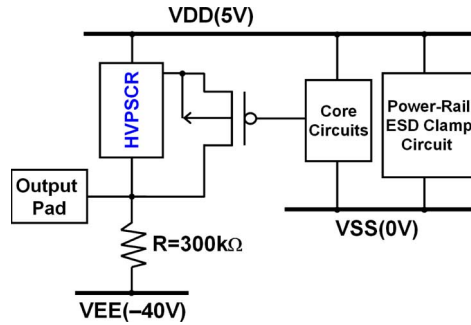 VDD(5V)
HVPSCR
Core
Circuits
Power-Rail
ESD Clamp
Circuit
Output
Pad
R=300kΩ
VSS(0V)
VEE(–40V)